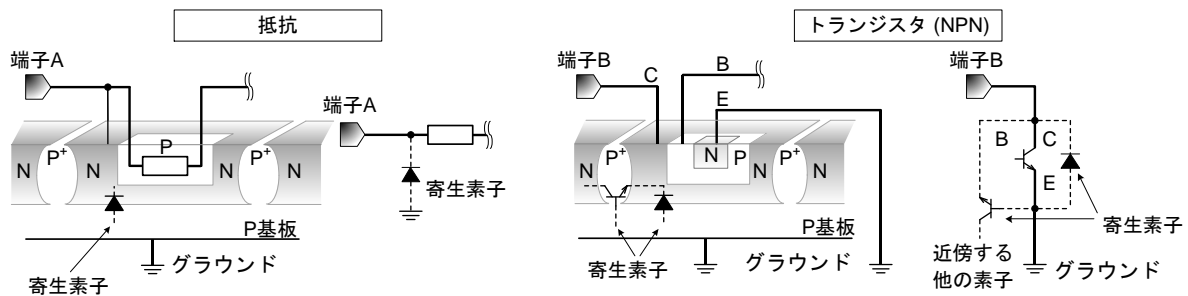 抵抗
端子A
N
P+
N
P
N
P+
N
P基板
グラウンド
寄生素子
端子A
寄生素子
トランジスタ (NPN)
端子B
C
B
E
N
P+
N
N
P
N
P+
N
P基板
寄生素子
グラウンド
端子B
B
C
E
寄生素子
近傍する
他の素子
グラウンド